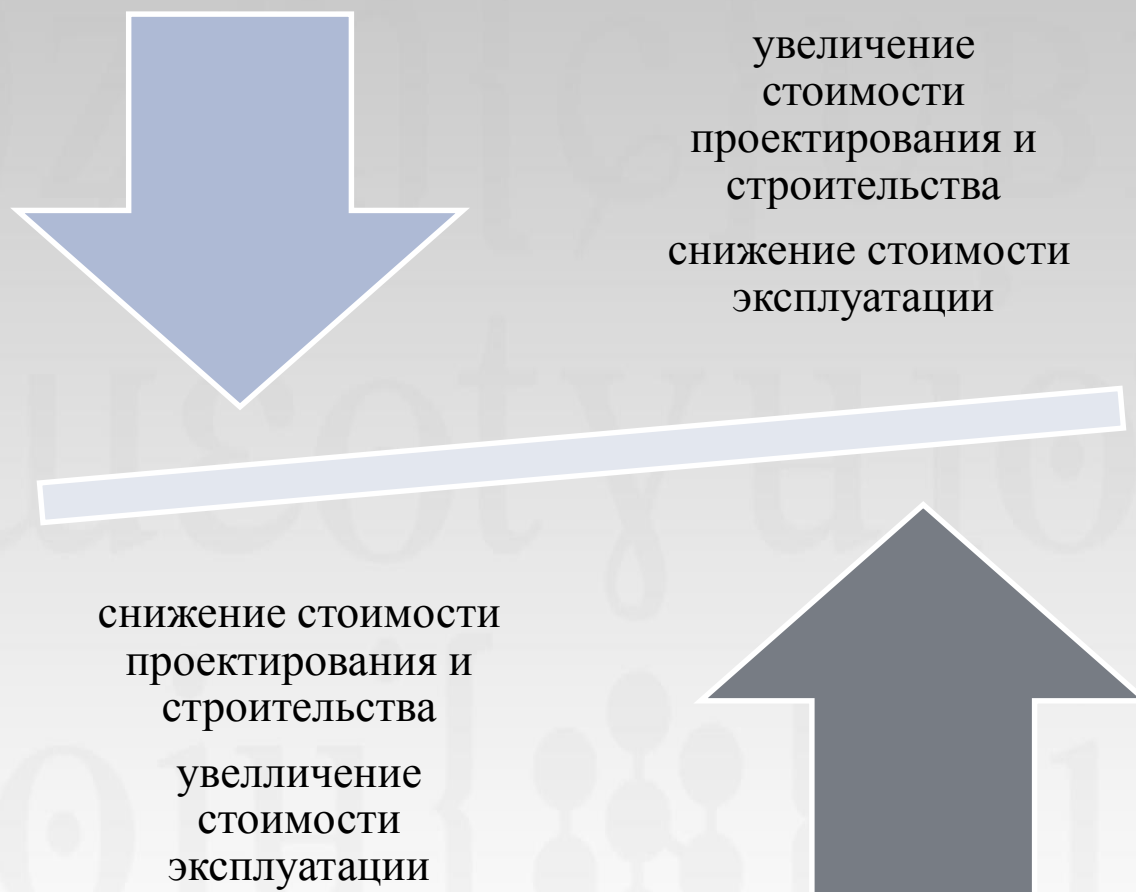 увеличение
стоимости
проектирования и
строительства
снижение стоимости
эксплуатации
снижение стоимости
проектирования и
строительства
увелличение
стоимости
эксплуатации